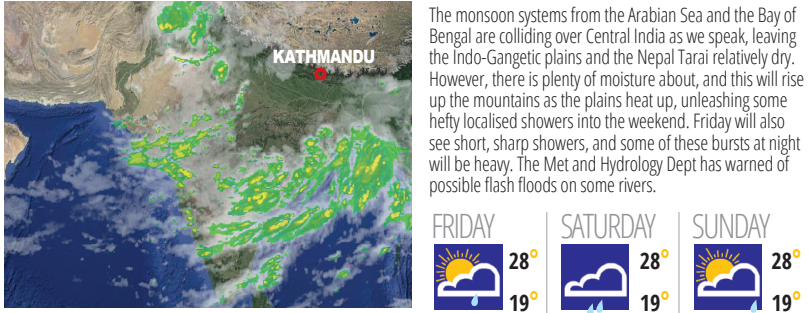 KATHMANDU
The monsoon systems from the Arabian Sea and the Bay of
Bengal are colliding over Central India as we speak, leaving
the Indo-Gangetic plains and the Nepal Tarai relatively dry.
However, there is plenty of moisture about, and this will rise
up the mountains as the plains heat up, unleashing some
hefty localised showers into the weekend. Friday will also
see short, sharp showers, and some of these bursts at night
will be heavy. The Met and Hydrology Dept has warned of
possible flash floods on some rivers.
FRIDAY
28°
19°
SATURDAY
28°
19°
SUNDAY
28°
19°